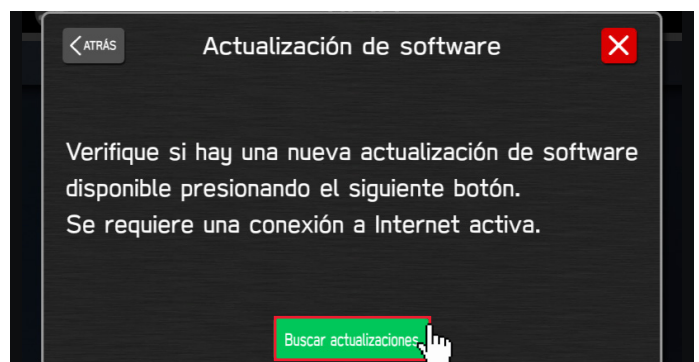 ATRÁS
Actualización de software
Verifique si hay una nueva actualización de software
disponible presionando el siguiente botón.
Se requiere una conexión a Internet activa.
Buscar actualizaciones